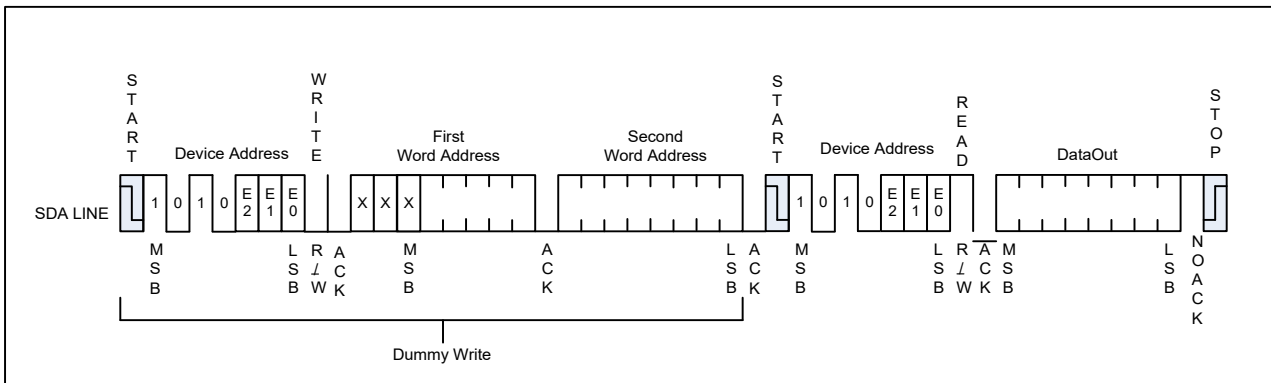 START
WRITE
START
READ
STOP
Device Address
First
Word Address
Second
Word Address
Device Address
DataOut
SDA LINE
1 0 1 0 E2 E1 E0 X X X 1 0 1 0 E2 E1 E0
MSB
LSB
R/W
ACK
MSB
ACK
LSB
ACK
MSB
LSB
R/W
ACK
MSB
LSB
NOACK
Dummy Write